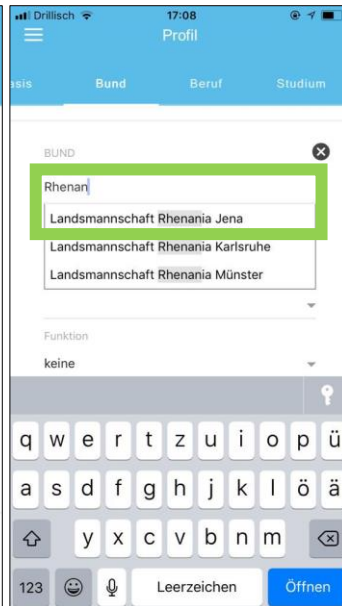 Drillisch 17:08
Profil
asis Bund Beruf Studium
BUND
Rhenan
Landsmannschaft Rhenania Jena
Landsmannschaft Rhenania Karlsruhe
Landsmannschaft Rhenania Münster
Funktion
keine
q w e r t z u i o p ü
a s d f g h j k l ö ä
y x c v b n m
123 Leerzeichen Öffnen